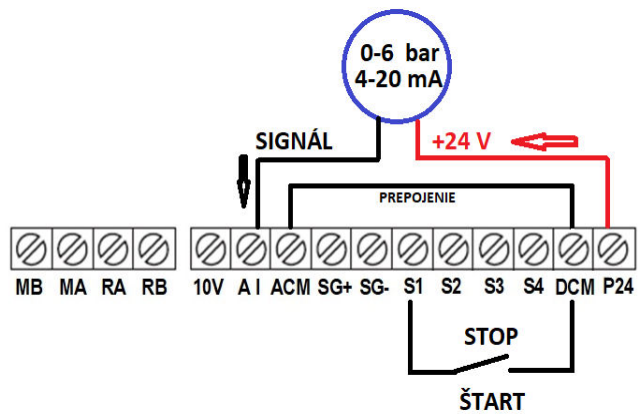 0-6 bar
4-20 mA
SIGNÁL
+24 V
PREPOJENIE
MB MA RA RB 10V A I ACM SG+ SG- S1 S2 S3 S4 DCM P24
STOP
ŠTART